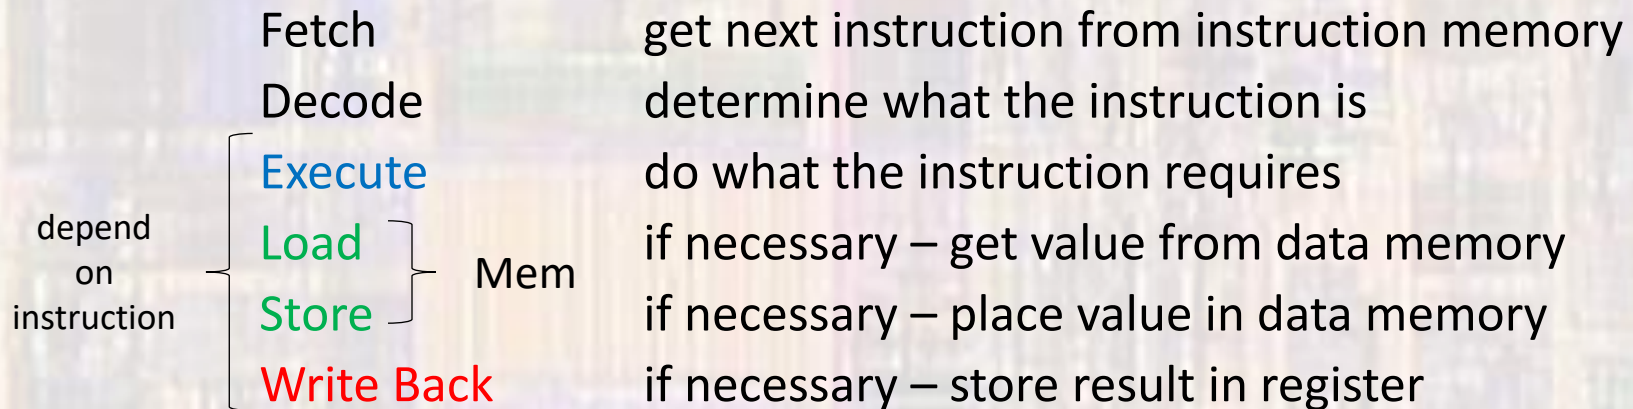 Fetch get next instruction from instruction memory
Decode determine what the instruction is
Execute do what the instruction requires
depend
on
instruction
Load if necessary – get value from data memory
Mem
Store if necessary – place value in data memory
Write Back if necessary – store result in register